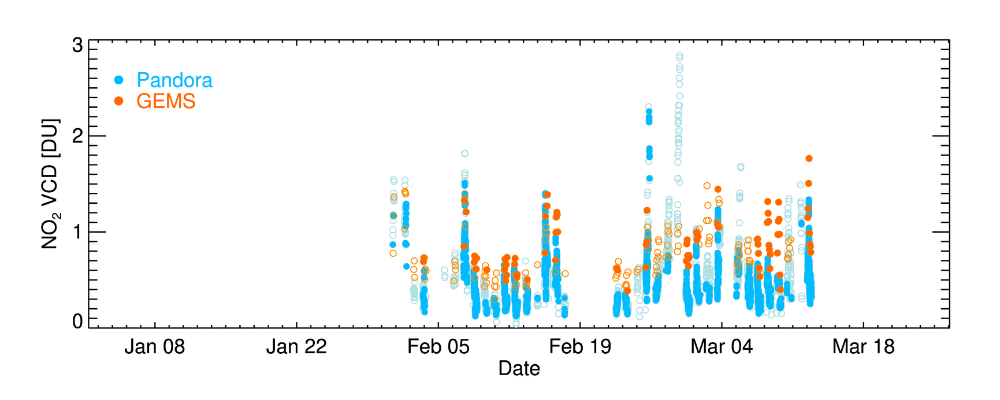 3
Pandora
GEMS
2
1
0
NO2 VCD [DU]
Jan 08 Jan 22 Feb 05 Feb 19 Mar 04 Mar 18
Date